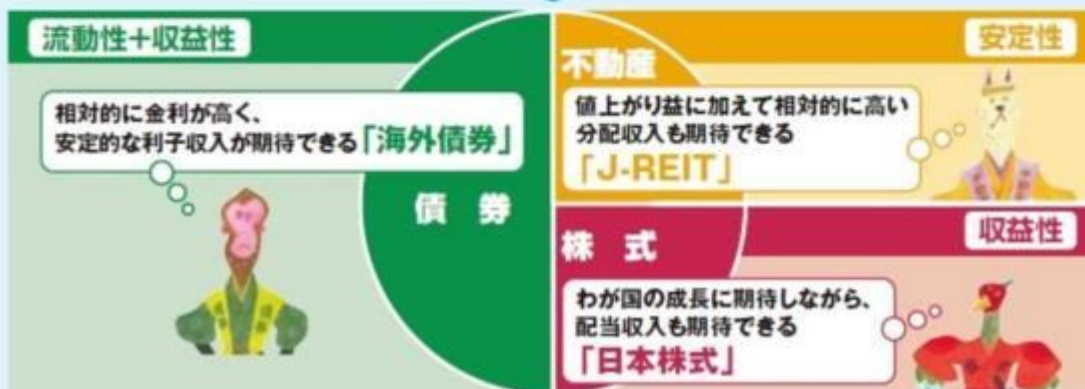 流動性+収益性
相対的に金利が高く、
安定的な利子収入が期待できる「海外債券」
債券
不動産
安定性
値上がり益に加えて相対的に高い
分配収入も期待できる
「J-REIT」
株式
収益性
わが国の成長に期待しながら、
配当収入も期待できる
「日本株式」